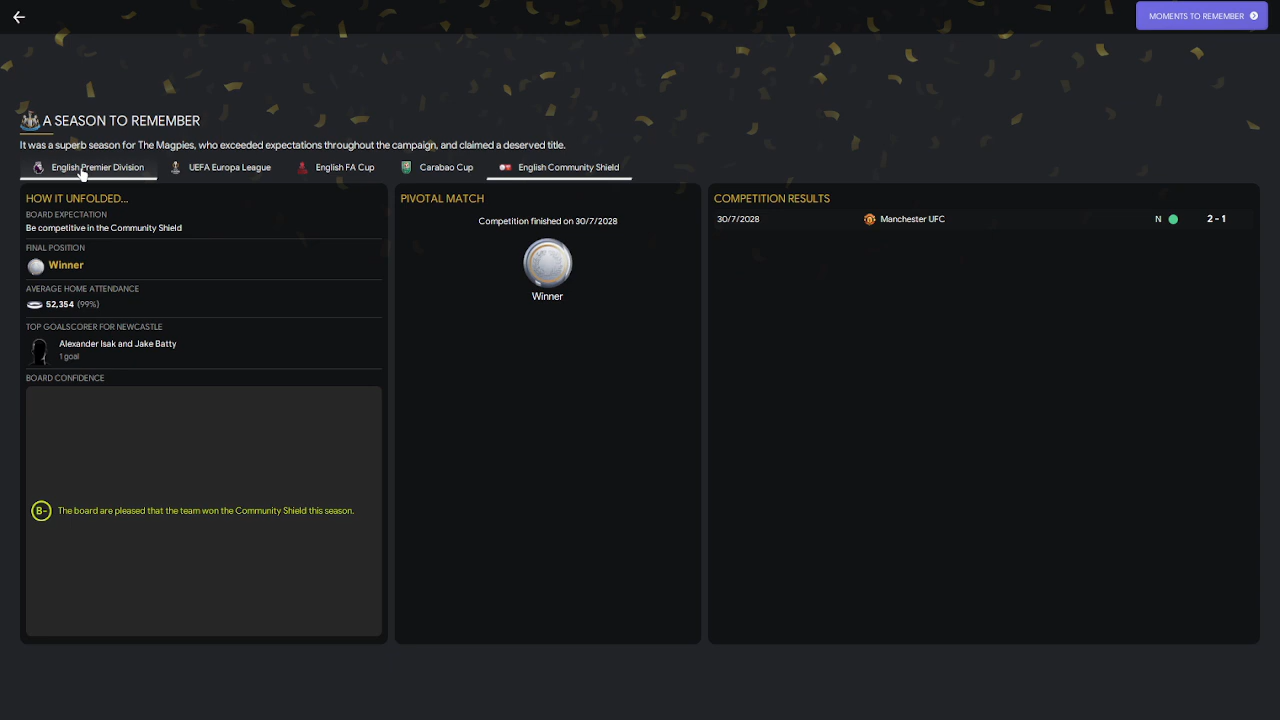 MOMENTS TO REMEMBER
A SEASON TO REMEMBER
It was a superb season for The Magpies, who exceeded expectations throughout the campaign, and claimed a deserved title.
English Premier Division UEFA Europa League English FA Cup Carabao Cup English Community Shield
HOW IT UNFOLDED...
BOARD EXPECTATION
Be competitive in the Community Shield
FINAL POSITION
Winner
AVERAGE HOME ATTENDANCE
52,354 (99%)
TOP GOALSCORER FOR NEWCASTLE
Alexander Isak and Jake Batty
1 goal
BOARD CONFIDENCE
B- The board are pleased that the team won the Community Shield this season.
PIVOTAL MATCH
Competition finished on 30/7/2028
Winner
COMPETITION RESULTS
30/7/2028 Manchester UFC N 2 - 1